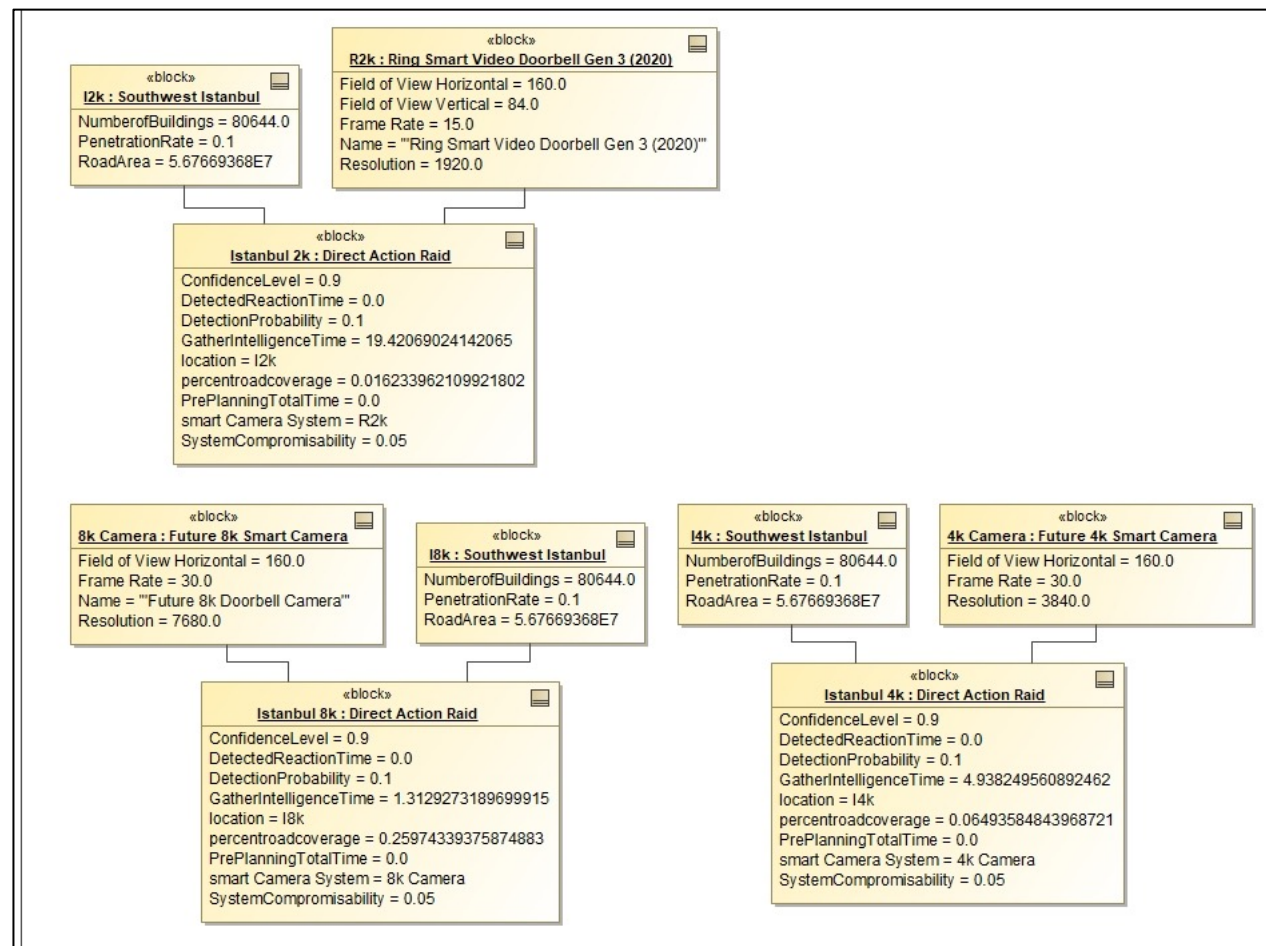 «block»
I2k : Southwest Istanbul
NumberofBuildings = 80644.0
PenetrationRate = 0.1
RoadArea = 5.67669368E7
«block»
R2k : Ring Smart Video Doorbell Gen 3 (2020)
Field of View Horizontal = 160.0
Field of View Vertical = 84.0
Frame Rate = 15.0
Name = "'Ring Smart Video Doorbell Gen 3 (2020)'"
Resolution = 1920.0
«block»
Istanbul 2k : Direct Action Raid
ConfidenceLevel = 0.9
DetectedReactionTime = 0.0
DetectionProbability = 0.1
GatherIntelligenceTime = 19.42069024142065
location = I2k
percentroadcoverage = 0.016233962109921802
PrePlanningTotalTime = 0.0
smart Camera System = R2k
SystemCompromisability = 0.05
«block»
8k Camera : Future 8k Smart Camera
Field of View Horizontal = 160.0
Frame Rate = 30.0
Name = "'Future 8k Doorbell Camera'"
Resolution = 7680.0
«block»
I8k : Southwest Istanbul
NumberofBuildings = 80644.0
PenetrationRate = 0.1
RoadArea = 5.67669368E7
«block»
Istanbul 8k : Direct Action Raid
ConfidenceLevel = 0.9
DetectedReactionTime = 0.0
DetectionProbability = 0.1
GatherIntelligenceTime = 1.3129273189699915
location = I8k
percentroadcoverage = 0.25974339375874883
PrePlanningTotalTime = 0.0
smart Camera System = 8k Camera
SystemCompromisability = 0.05
«block»
I4k : Southwest Istanbul
NumberofBuildings = 80644.0
PenetrationRate = 0.1
RoadArea = 5.67669368E7
«block»
4k Camera : Future 4k Smart Camera
Field of View Horizontal = 160.0
Frame Rate = 30.0
Resolution = 3840.0
«block»
Istanbul 4k : Direct Action Raid
ConfidenceLevel = 0.9
DetectedReactionTime = 0.0
DetectionProbability = 0.1
GatherIntelligenceTime = 4.938249560892462
location = I4k
percentroadcoverage = 0.06493584843968721
PrePlanningTotalTime = 0.0
smart Camera System = 4k Camera
SystemCompromisability = 0.05